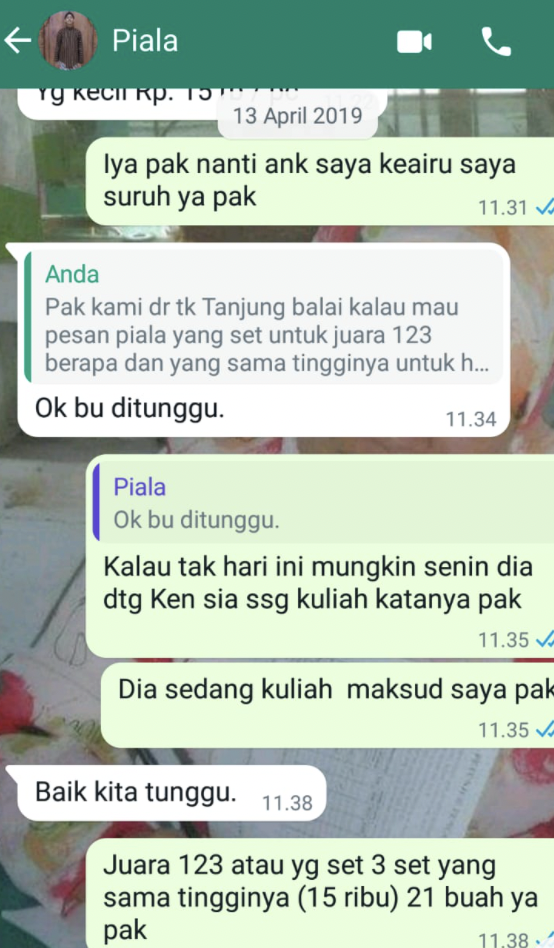 Piala
Yg kecil Rp. 15
13 April 2019
Iya pak nanti ank saya keairu saya
suruh ya pak
11.31
Anda
Pak kami dr tk Tanjung balai kalau mau
pesan piala yang set untuk juara 123
berapa dan yang sama tingginya untuk h...
Ok bu ditunggu.
11.34
Piala
Ok bu ditunggu.
Kalau tak hari ini mungkin senin dia
dtg Ken sia ssg kuliah katanya pak
11.35
Dia sedang kuliah maksud saya pak
11.35
Baik kita tunggu.
11.38
Juara 123 atau yg set 3 set yang
sama tingginya (15 ribu) 21 buah ya
pak
11.38